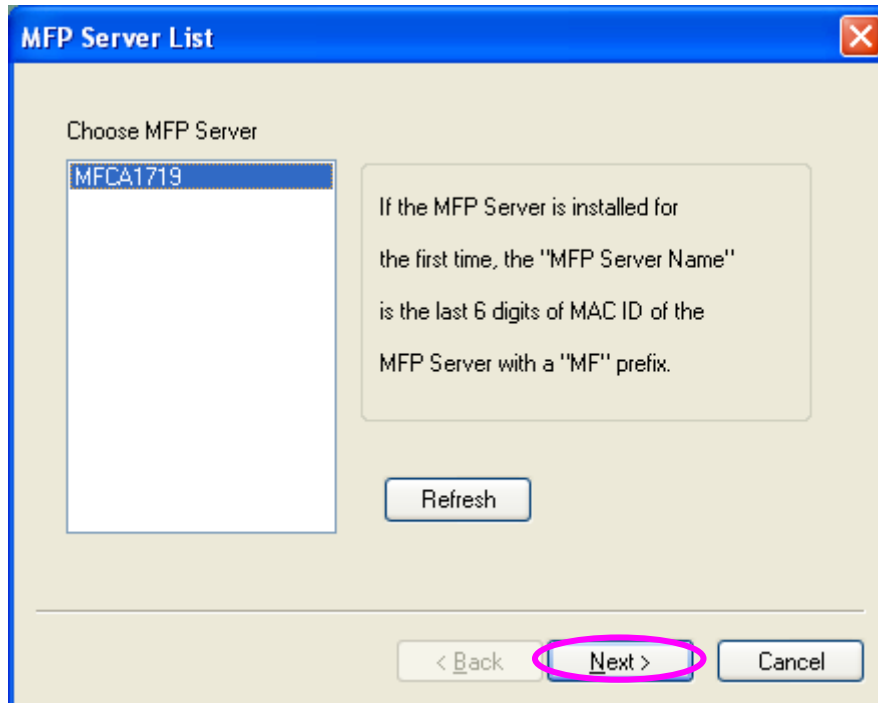 MFP Server List
Choose MFP Server
MFCA1719
If the MFP Server is installed for
the first time, the "MFP Server Name"
is the last 6 digits of MAC ID of the
MFP Server with a "MF" prefix.
Refresh
< Back
Next >
Cancel